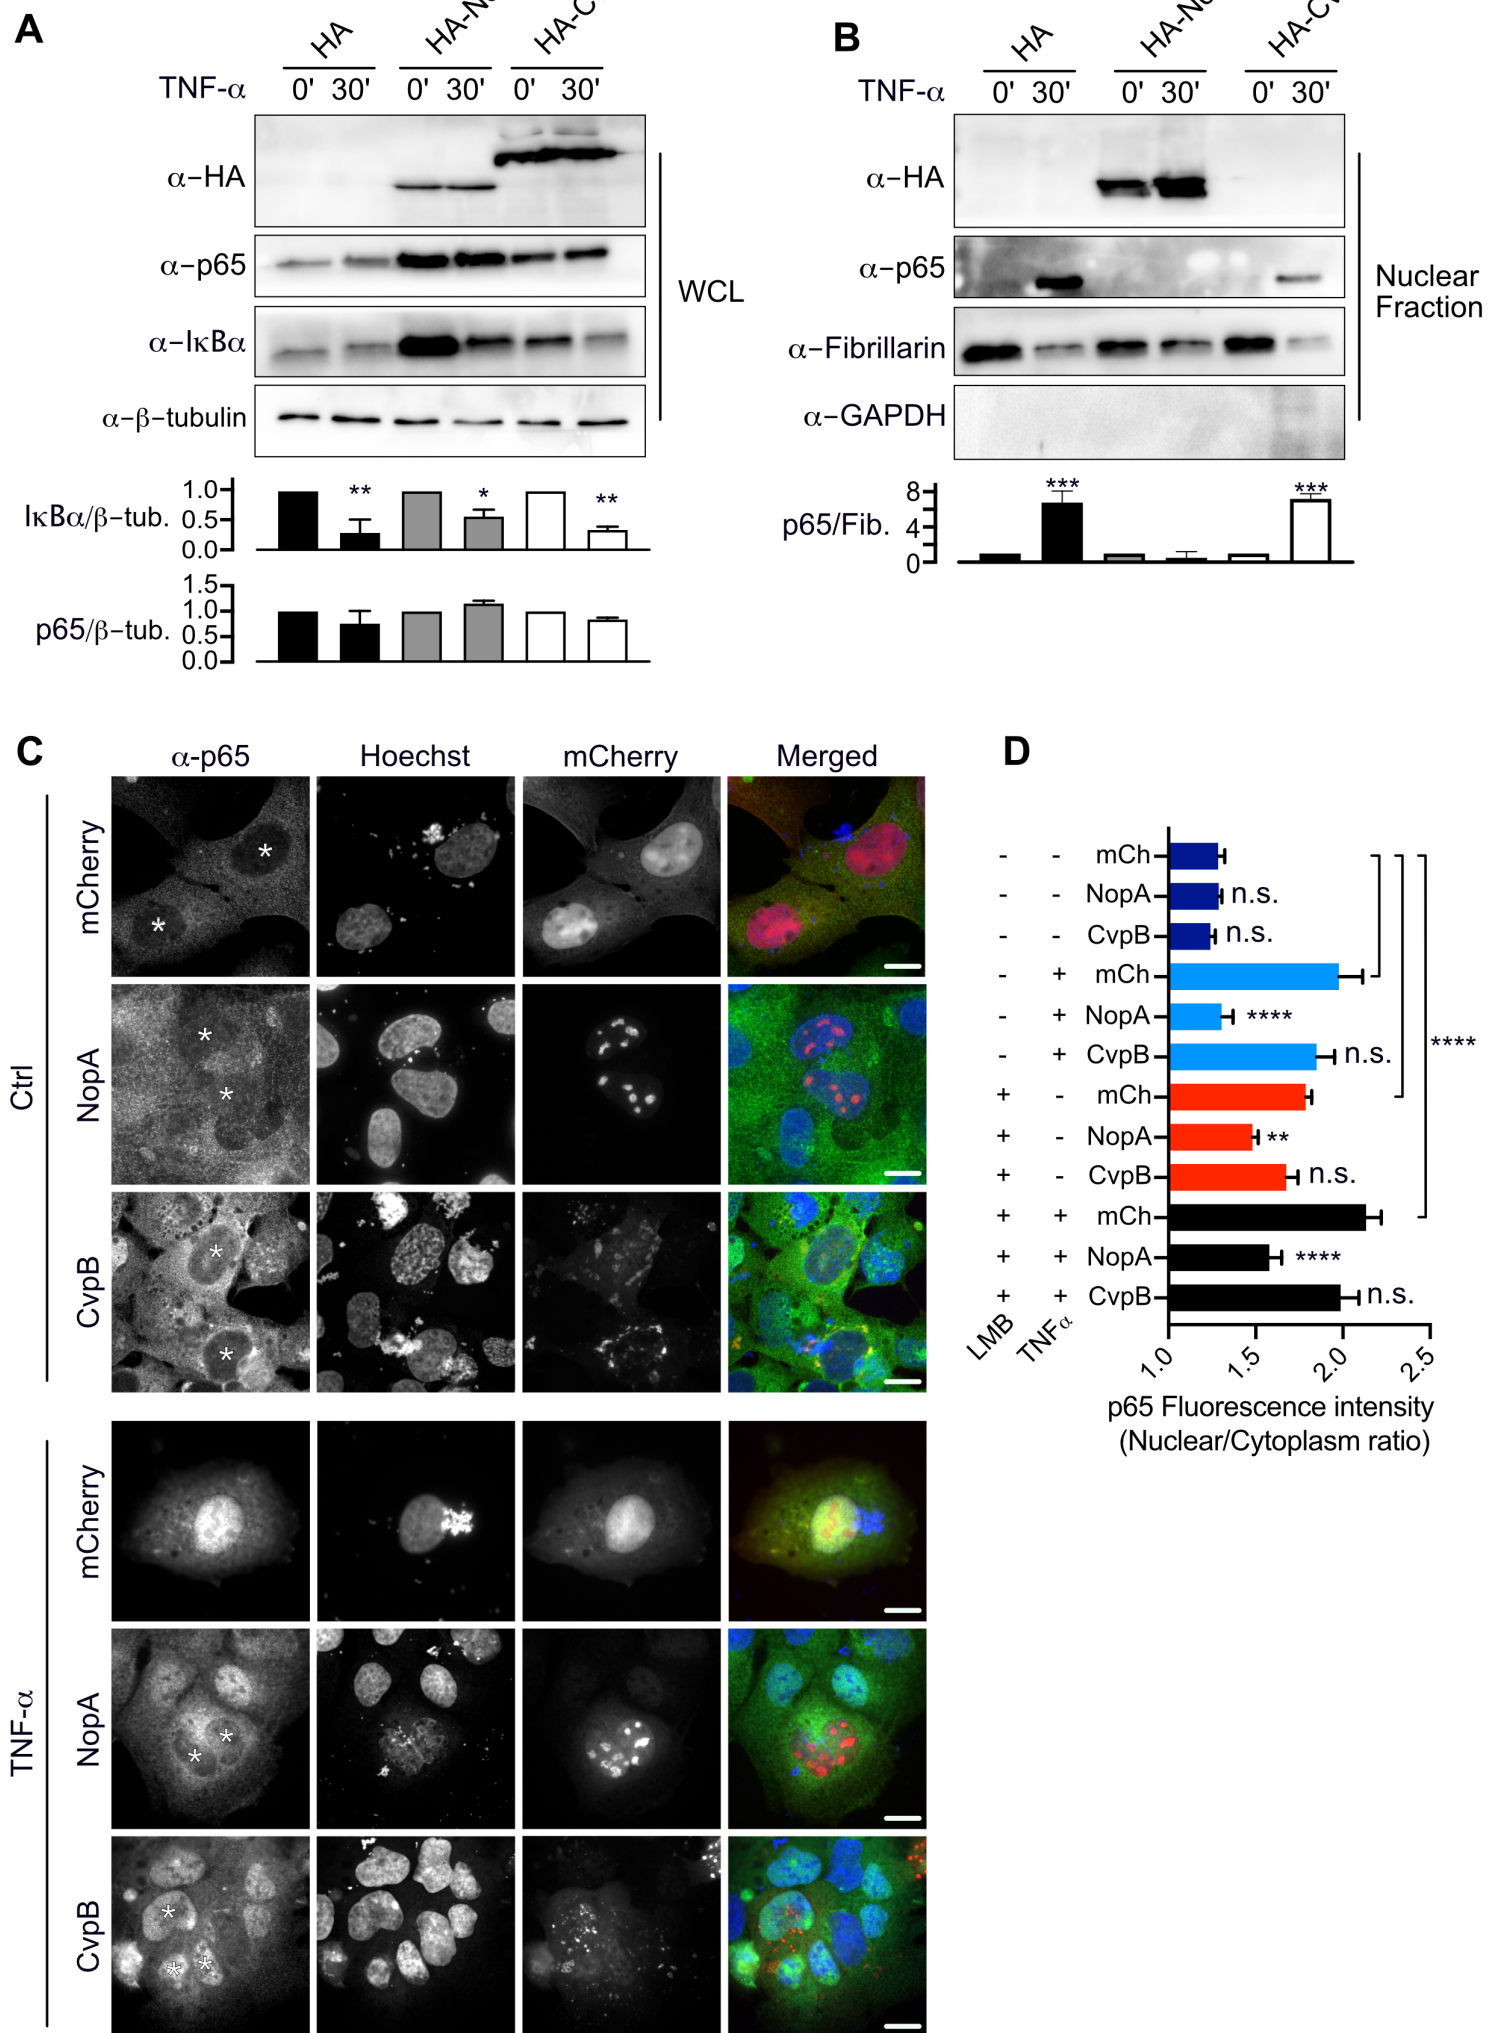 A
HA
HA-
HA-
TNF-α 0' 30' 0' 30' 0' 30'
α-HA
α-p65
α-IκBα
α-β-tubulin
WCL
IκBα/β-tub.
1.0
0.5
0.0
** * **
p65/β-tub.
1.5
1.0
0.5
0.0
B
HA
HA-
HA-
TNF-α 0' 30' 0' 30' 0' 30'
α-HA
α-p65
α-Fibrillarin
α-GAPDH
Nuclear
Fraction
p65/Fib.
8
4
0
*** ***
C
α-p65 Hoechst mCherry Merged
Ctrl
mCherry
* *
NopA
* *
CvpB
* *
TNF-α
mCherry
NopA
* *
CvpB
* * *
D
- - mCh
- - NopA n.s.
- - CvpB n.s.
- + mCh
- + NopA ****
- + CvpB n.s.
****
+ - mCh
+ - NopA **
+ - CvpB n.s.
+ + mCh
+ + NopA ****
+ + CvpB n.s.
LMB TNFα
1.0 1.5 2.0 2.5
p65 Fluorescence intensity
(Nuclear/Cytoplasm ratio)